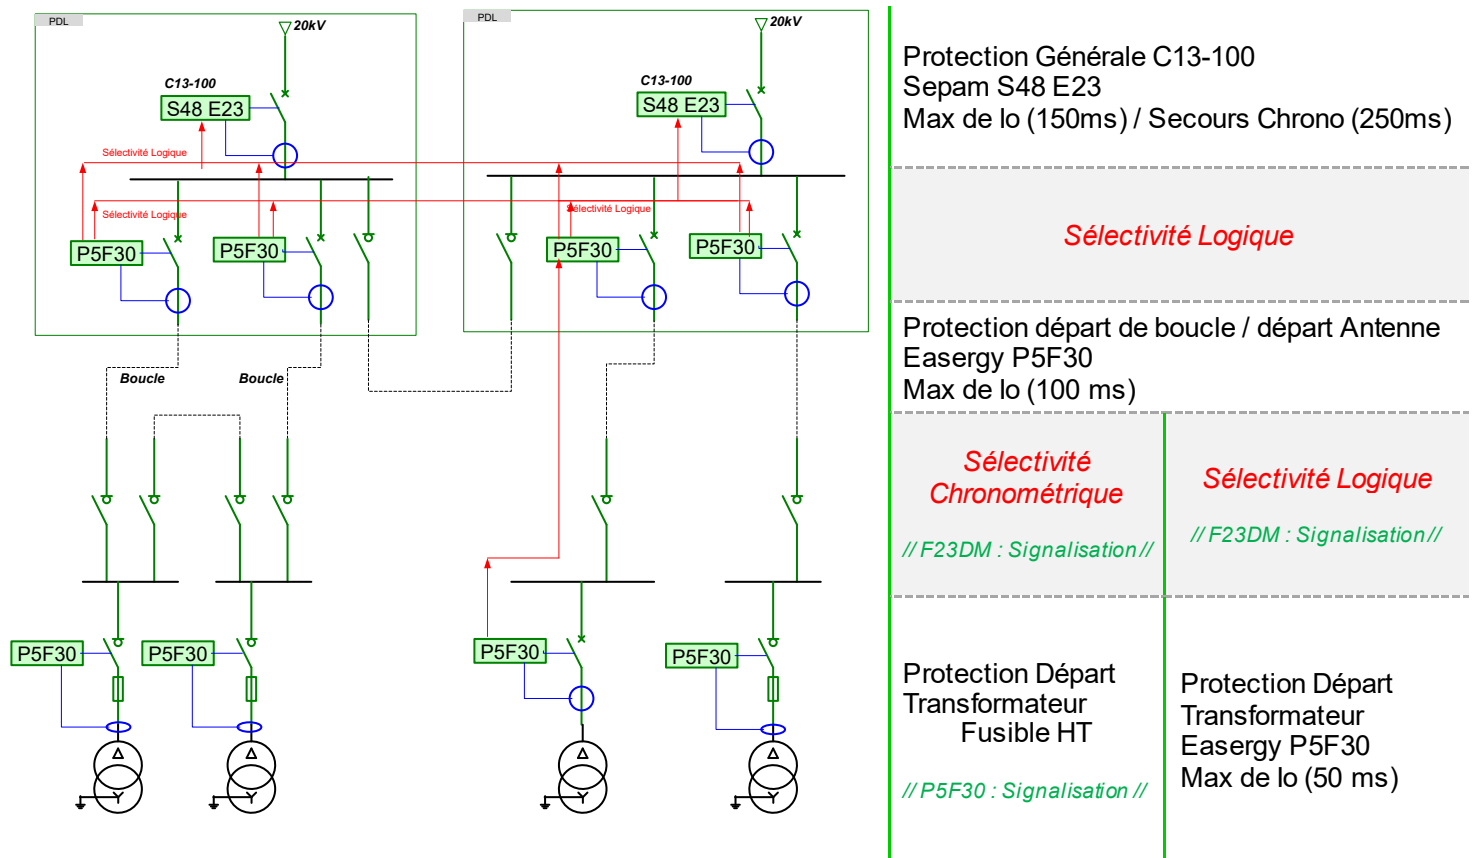 PDL
20kV
C13-100
S48 E23
Sélectivité Logique
Sélectivité Logique
P5F30
P5F30
Boucle
Boucle
P5F30
P5F30
PDL
20kV
C13-100
S48 E23
Sélectivité Logique
P5F30
P5F30
P5F30
P5F30
Protection Générale C13-100
Sepam S48 E23
Max de Io (150ms) / Secours Chrono (250ms)
Sélectivité Logique
Protection départ de boucle / départ Antenne
Easergy P5F30
Max de Io (100 ms)
Sélectivité
Chronométrique
// F23DM : Signalisation //
Sélectivité Logique
// F23DM : Signalisation //
Protection Départ
Transformateur
Fusible HT
// P5F30 : Signalisation //
Protection Départ
Transformateur
Easergy P5F30
Max de Io (50 ms)